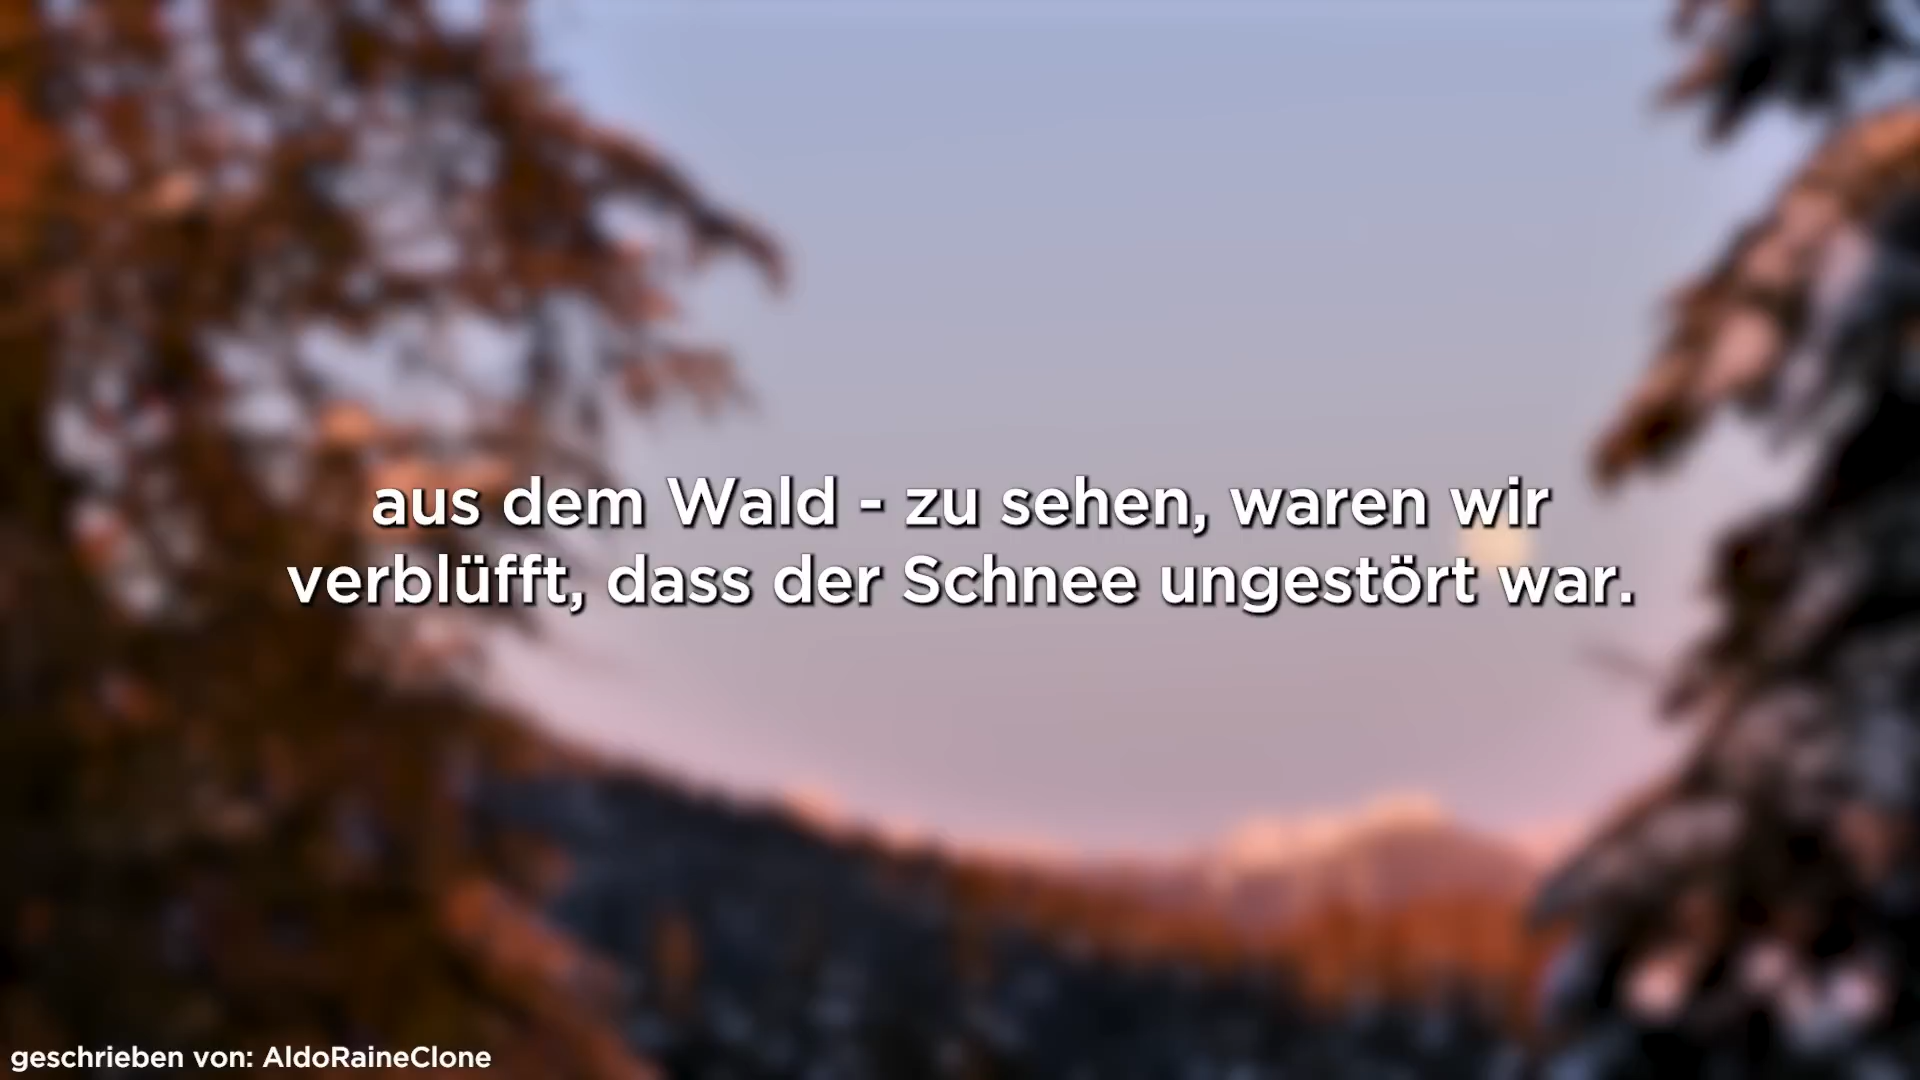 aus dem Wald - zu sehen, waren wir
verblüfft, dass der Schnee ungestört war.
geschrieben von: AldoRaineClone